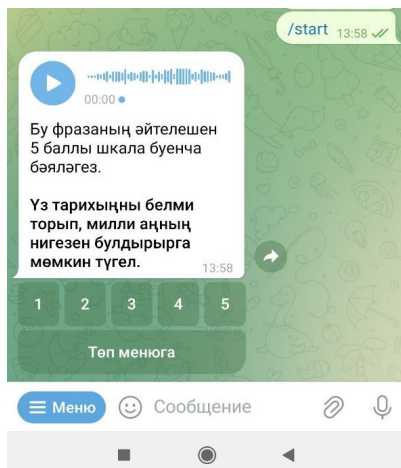 /start 13:58
00:00
Бу фразаның әйтелешен
5 баллы шкала буенча
бәяләгез.
Үз тарихыңны белми
торып, милли аңның
нигезен булдырырга
мөмкин түгел.
13:58
1 2 3 4 5
Төп менюга
Меню Сообщение